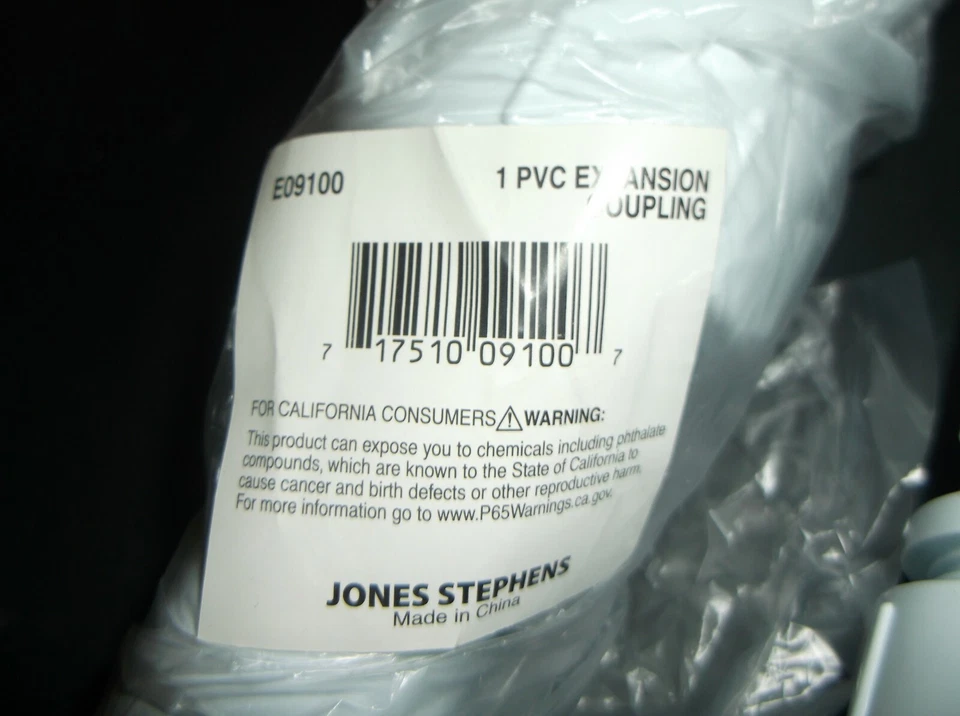 E09100
1 PVC EXPANSION
COUPLING
7 17510 09100 7
FOR CALIFORNIA CONSUMERS ⚠ WARNING:
This product can expose you to chemicals including phthalate
compounds, which are known to the State of California to
cause cancer and birth defects or other reproductive harm.
For more information go to www.P65Warnings.ca.gov.
JONES STEPHENS
Made in China